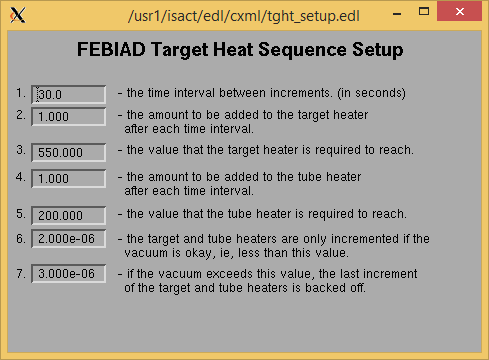 /usr1/isact/edl/cxml/tght_setup.edl
FEBIAD Target Heat Sequence Setup
1. 30.0 - the time interval between increments. (in seconds)
2. 1.000 - the amount to be added to the target heater
after each time interval.
3. 550.000 - the value that the target heater is required to reach.
4. 1.000 - the amount to be added to the tube heater
after each time interval.
5. 200.000 - the value that the tube heater is required to reach.
6. 2.000e-06 - the target and tube heaters are only incremented if the
vacuum is okay, ie, less than this value.
7. 3.000e-06 - if the vacuum exceeds this value, the last increment
of the target and tube heaters is backed off.